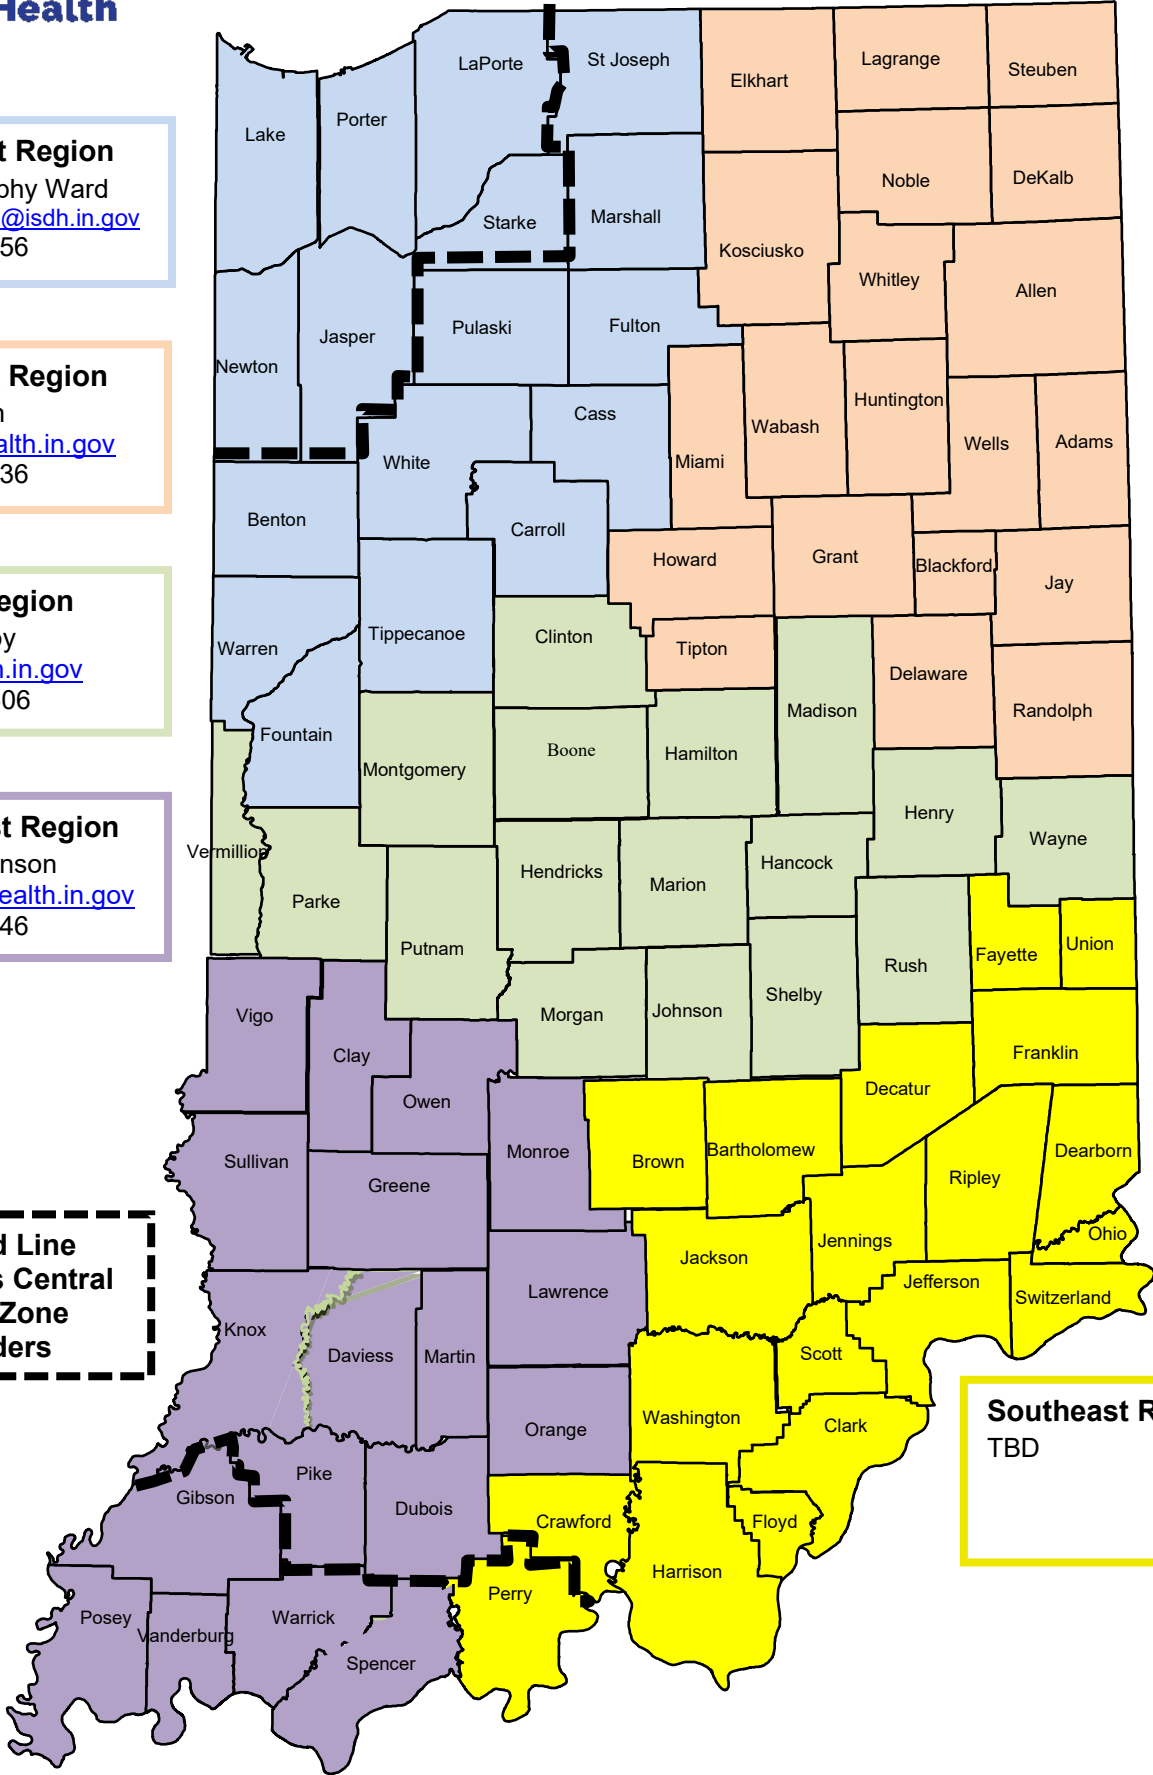 Health
t Region
phy Ward
@isdh.in.gov
56
Region
n
alth.in.gov
36
egion
by
h.in.gov
06
st Region
nson
ealth.in.gov
46
d Line
s Central
Zone
ders
Southeast R
TBD
LaPorte
St Joseph
Elkhart
Lagrange
Steuben
Lake
Porter
Starke
Marshall
Noble
DeKalb
Kosciusko
Whitley
Allen
Newton
Jasper
Pulaski
Fulton
Cass
White
Miami
Wabash
Huntington
Wells
Adams
Benton
Carroll
Howard
Grant
Blackford
Jay
Warren
Tippecanoe
Clinton
Tipton
Delaware
Randolph
Fountain
Montgomery
Boone
Hamilton
Madison
Henry
Wayne
Vermillion
Parke
Putnam
Hendricks
Marion
Hancock
Rush
Fayette
Union
Vigo
Clay
Owen
Morgan
Johnson
Shelby
Decatur
Franklin
Sullivan
Greene
Monroe
Brown
Bartholomew
Ripley
Dearborn
Ohio
Jackson
Jennings
Jefferson
Switzerland
Knox
Daviess
Martin
Lawrence
Scott
Orange
Washington
Clark
Gibson
Pike
Dubois
Crawford
Floyd
Harrison
Perry
Posey
Vanderburg
Warrick
Spencer